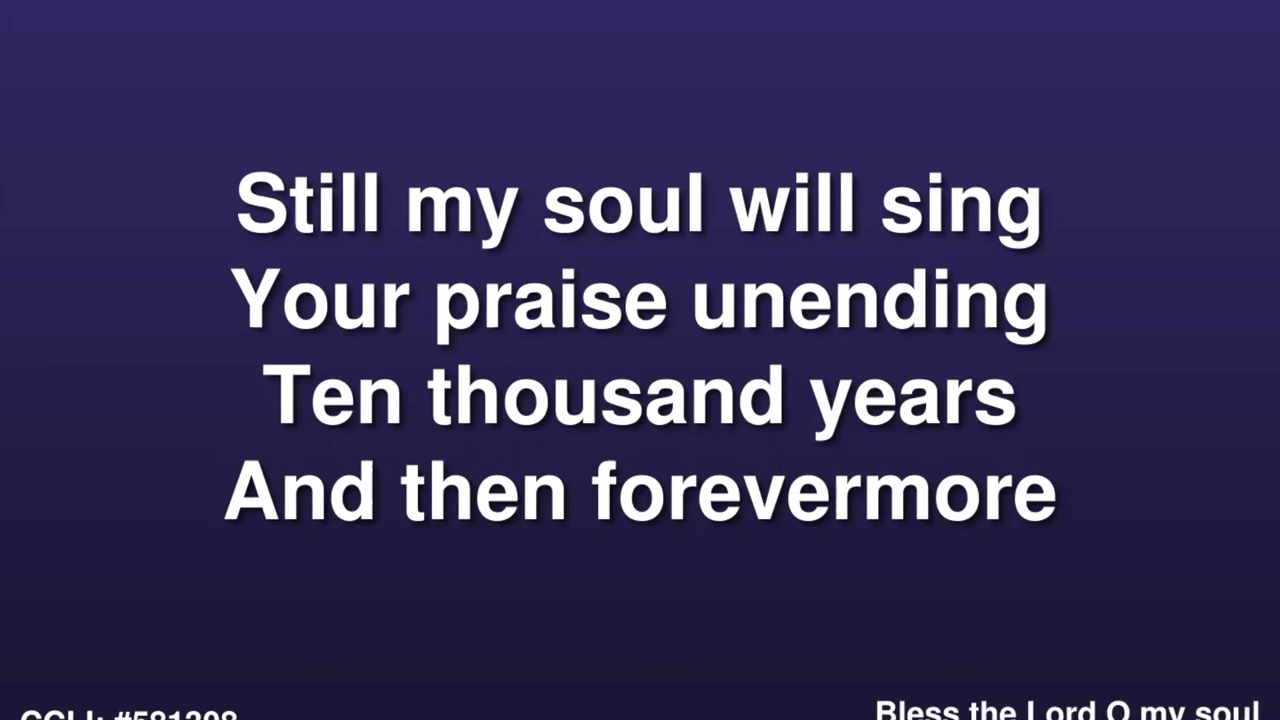 Still my soul will sing
Your praise unending
Ten thousand years
And then forevermore
CCLI: #581208
Bless the Lord O my soul